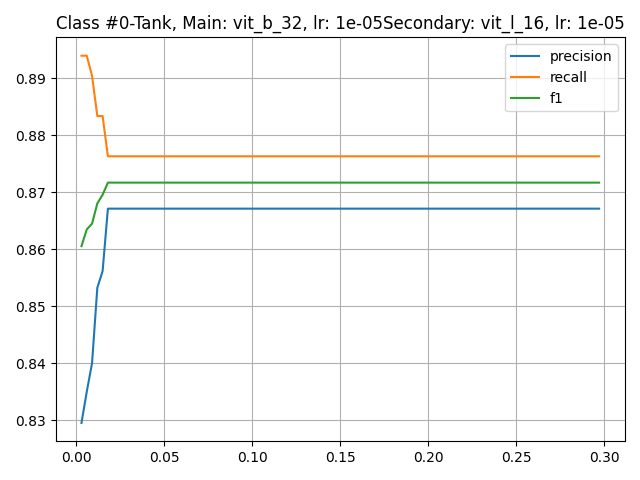 Class #0-Tank, Main: vit_b_32, lr: 1e-05Secondary: vit_l_16, lr: 1e-05
precision
recall
f1
0.89
0.88
0.87
0.86
0.85
0.84
0.83
0.00 0.05 0.10 0.15 0.20 0.25 0.30